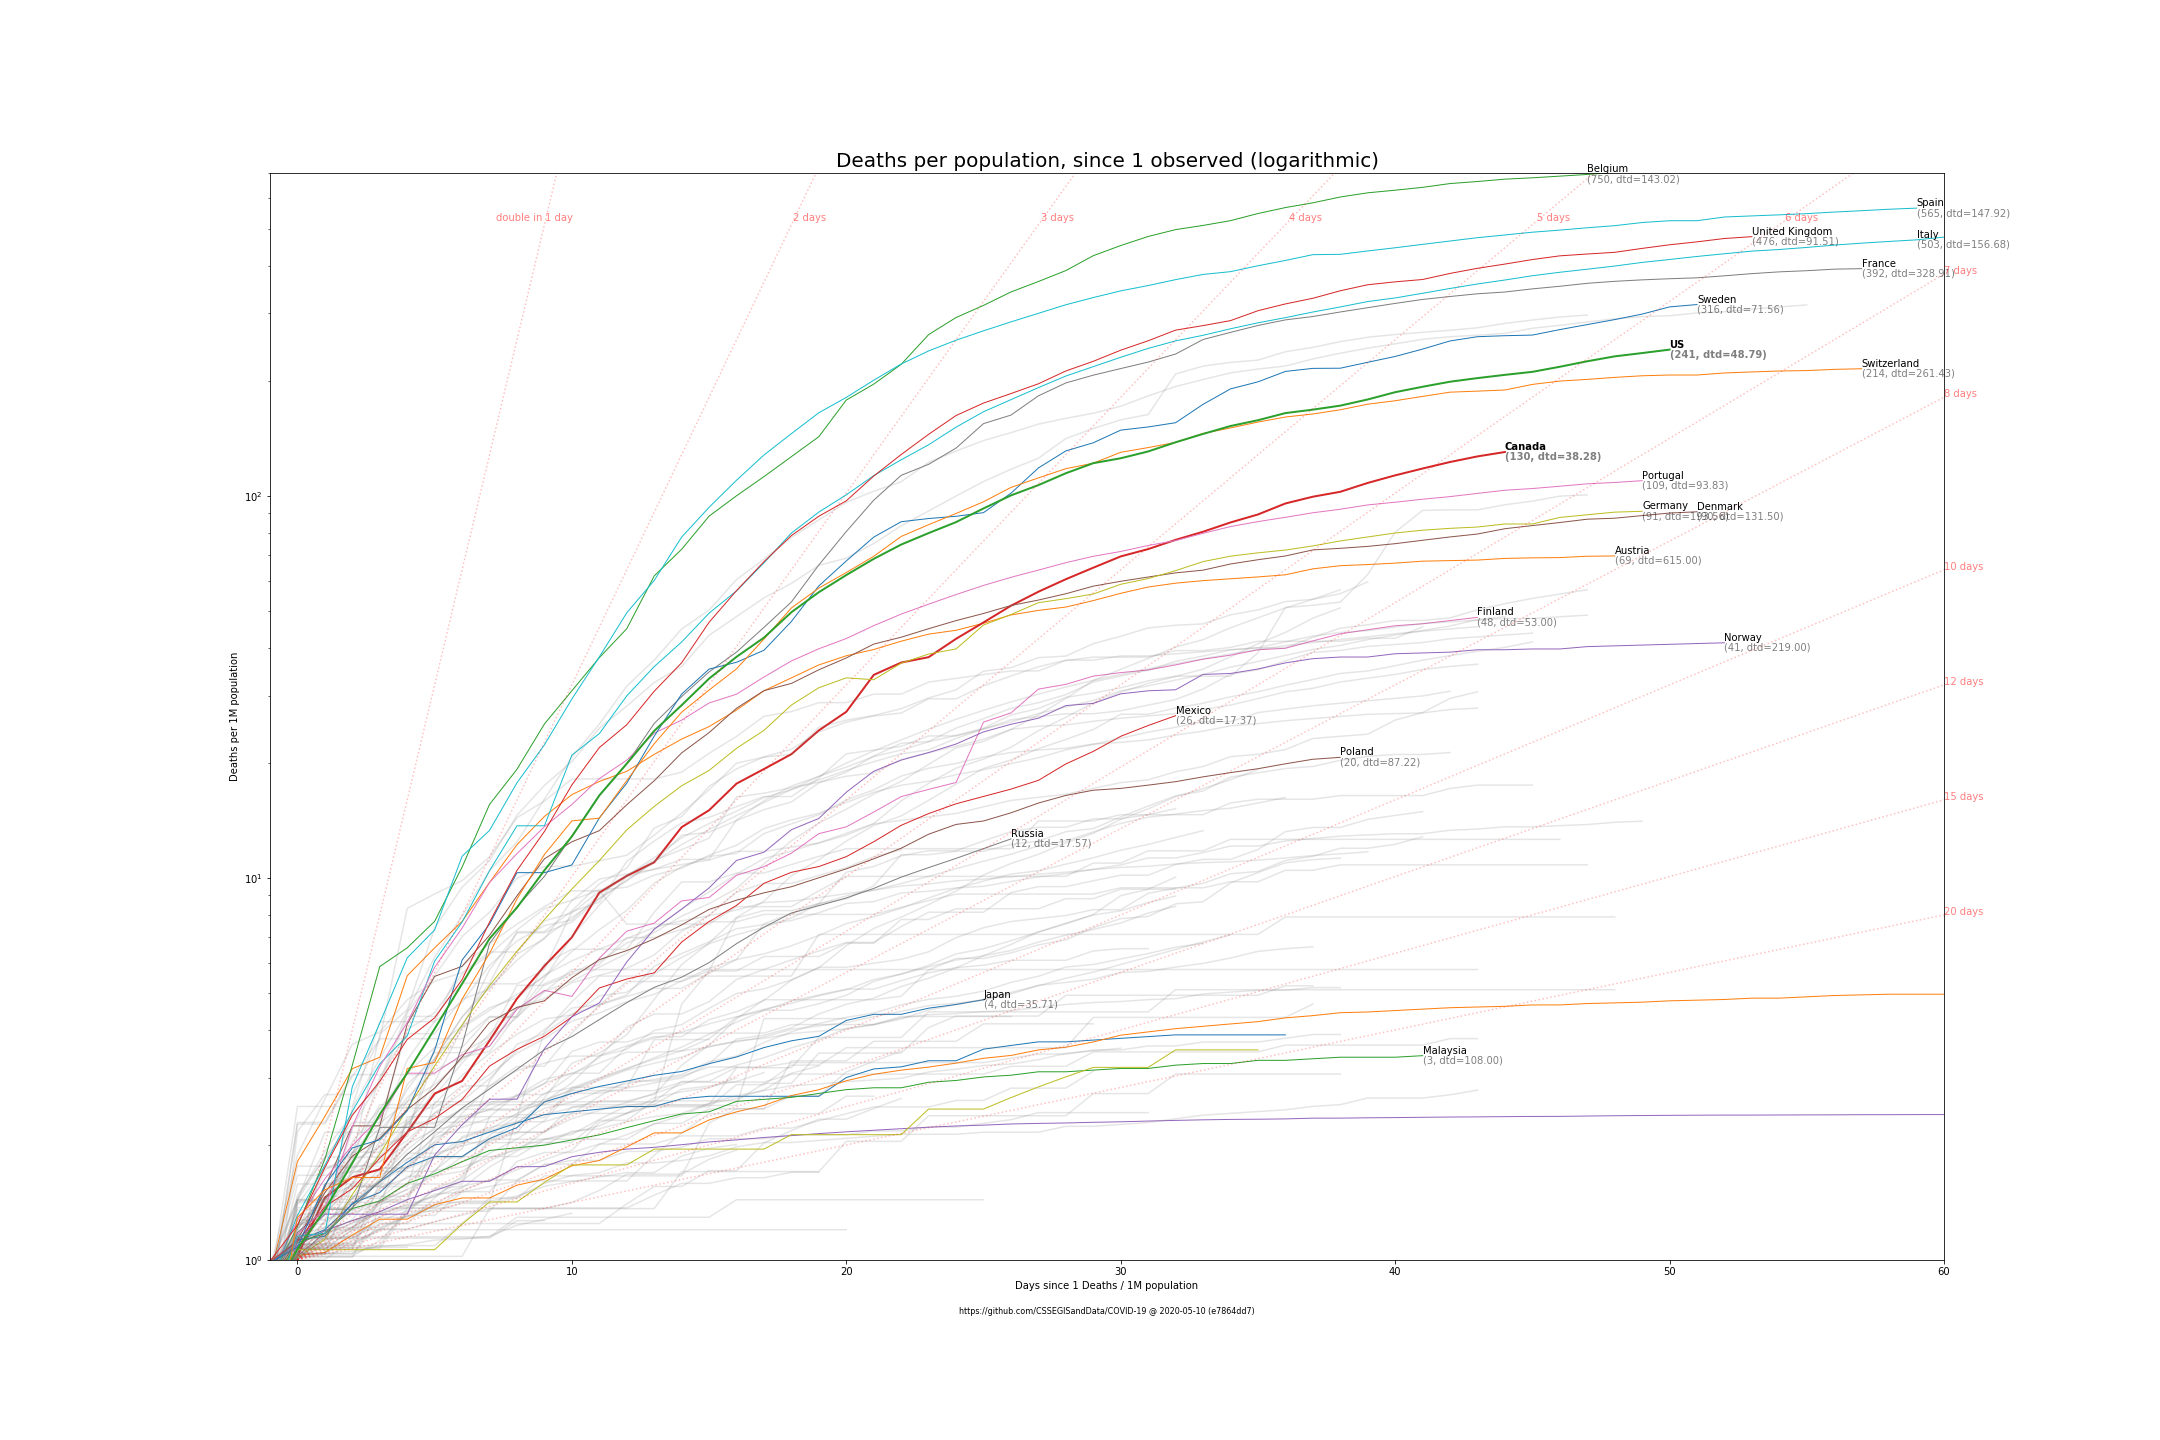 Deaths per population, since 1 observed (logarithmic)
Belgium
(750, dtd=143.02)
Spain
(565, dtd=147.92)
double in 1 day
2 days
3 days
4 days
5 days
6 days
United Kingdom
(476, dtd=91.51)
Italy
(503, dtd=156.68)
France
(392, dtd=328.91)
7 days
Sweden
(316, dtd=71.56)
US
(241, dtd=48.79)
Switzerland
(214, dtd=261.43)
8 days
Canada
(130, dtd=38.28)
Portugal
(109, dtd=93.83)
10²
Germany
(91, dtd=193.56)
Denmark
dtd=131.50)
Austria
(69, dtd=615.00)
10 days
Finland
(48, dtd=53.00)
Norway
(41, dtd=219.00)
12 days
Mexico
(26, dtd=17.37)
Deaths per 1M mopulation
Poland
(20, dtd=87.22)
15 days
Russia
(12, dtd=17.57)
10¹
20 days
Japan
(4, dtd=35.71)
Malaysia
(3, dtd=108.00)
10⁰
0
10
20
30
40
50
60
Days since 1 Deaths / 1M population
https://github.com/CSSEGISandData/COVID-19 @ 2020-05-10 (e7864dd7)